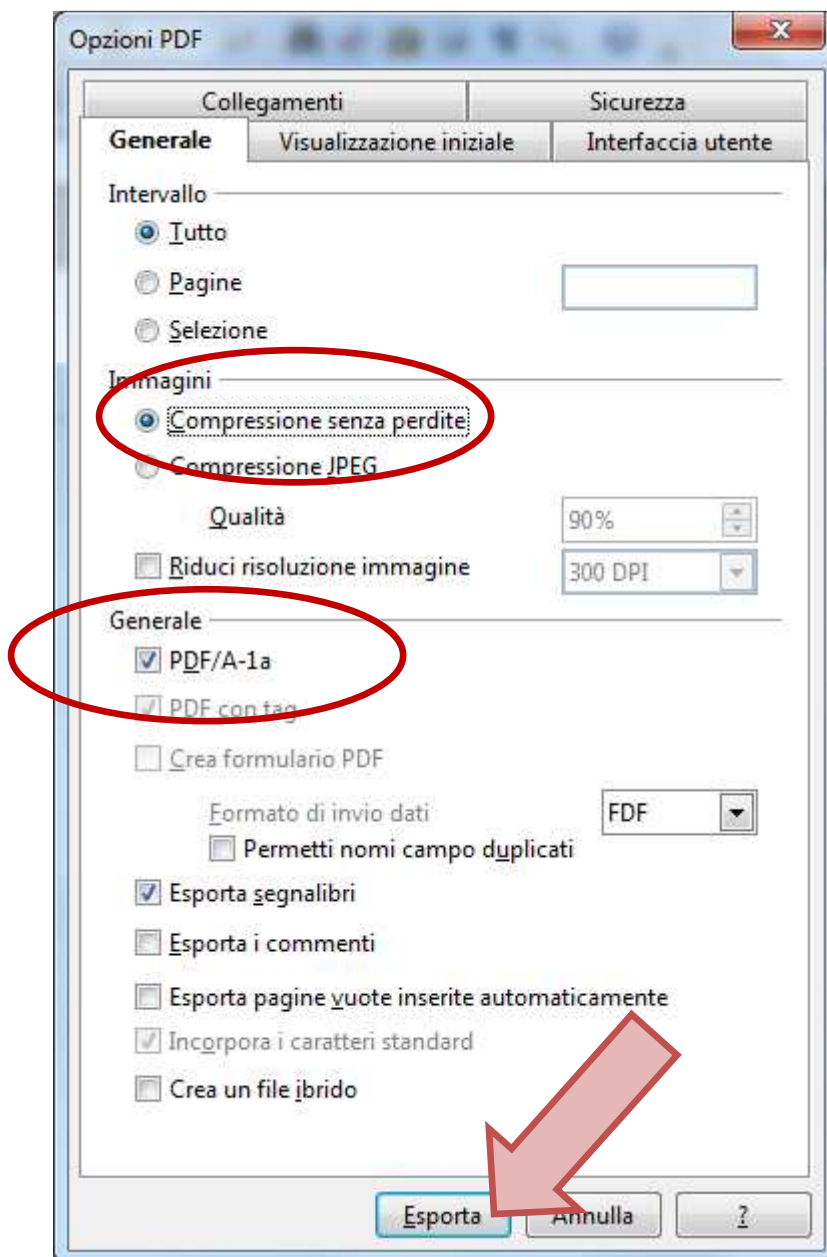 Opzioni PDF
Collegamenti Sicurezza
Generale Visualizzazione iniziale Interfaccia utente
Intervallo
Tutto
Pagine
Selezione
Immagini
Compressione senza perdite
Compressione JPEG
Qualità 90%
Riduci risoluzione immagine 300 DPI
Generale
PDF/A-1a
PDF con tag
Crea formulario PDF
Formato di invio dati FDF
Permetti nomi campo duplicati
Esporta segnalibri
Esporta i commenti
Esporta pagine vuote inserite automaticamente
Incorpora i caratteri standard
Crea un file ibrido
Esporta Annulla ?